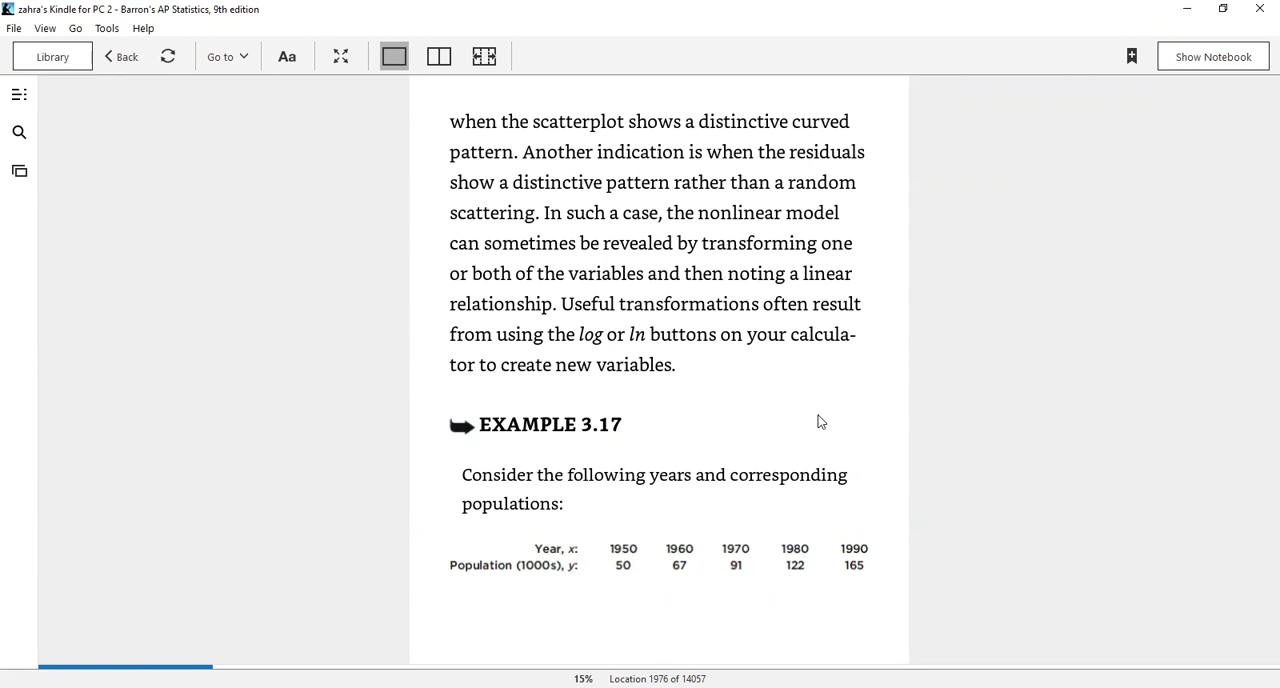 zahra's Kindle for PC 2 - Barron's AP Statistics, 9th edition
File View Go Tools Help
Library Back Go to Aa Show Notebook
when the scatterplot shows a distinctive curved
pattern. Another indication is when the residuals
show a distinctive pattern rather than a random
scattering. In such a case, the nonlinear model
can sometimes be revealed by transforming one
or both of the variables and then noting a linear
relationship. Useful transformations often result
from using the log or ln buttons on your calcula-
tor to create new variables.
EXAMPLE 3.17
Consider the following years and corresponding
populations:
Year, x: 1950 1960 1970 1980 1990
Population (1000s), y: 50 67 91 122 165
15% Location 1976 of 14057